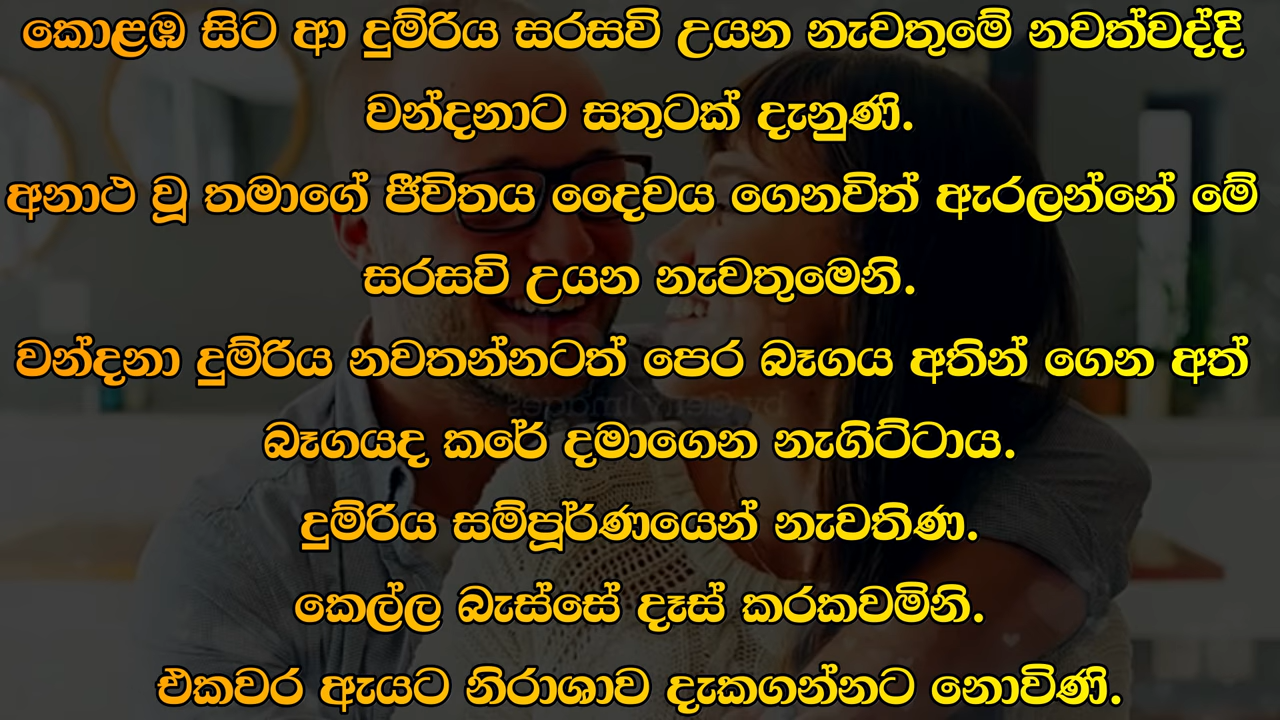 කොළඹ සිට ආ දුම්රිය සරසවි උයන නැවතුමේ නවත්වද්දී
වන්දනාට සතුටක් දැනුණි.
අනාථ වූ තමාගේ ජීවිතය දෛවය ගෙනවිත් ඇරලන්නේ මේ
සරසවි උයන නැවතුමෙනි.
වන්දනා දුම්රිය නවතන්නටත් පෙර බෑගය අතින් ගෙන අත්
බෑගයද කරේ දමාගෙන නැගිට්ටාය.
දුම්රිය සම්පූර්ණයෙන් නැවතිණ.
කෙල්ල බැස්සේ දෑස් කරකවමිනි.
එකවර ඇයට නිරාශාව දැකගන්නට නොවිණි.